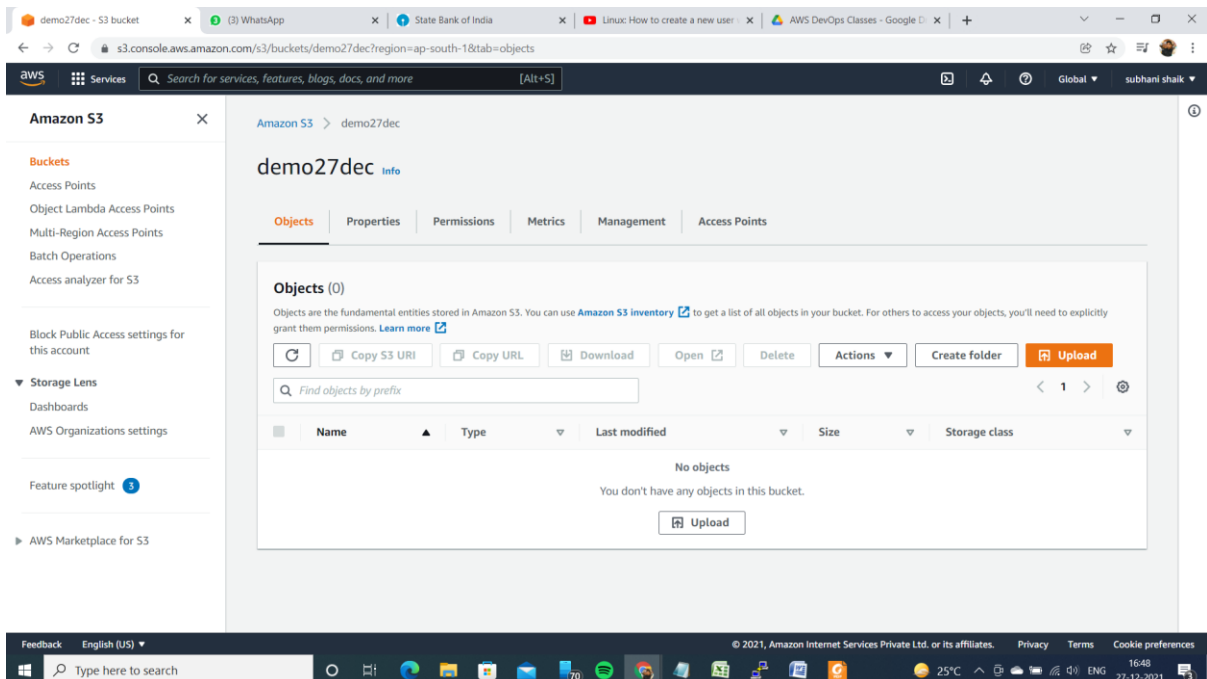 demo27dec - S3 bucket
(3) WhatsApp
State Bank of India
Linux: How to create a new user
AWS DevOps Classes - Google D
s3.console.aws.amazon.com/s3/buckets/demo27dec?region=ap-south-1&tab=objects
aws Services Search for services, features, blogs, docs, and more [Alt+S] Global subhani shaik
Amazon S3
Buckets
Access Points
Object Lambda Access Points
Multi-Region Access Points
Batch Operations
Access analyzer for S3
Block Public Access settings for
this account
Storage Lens
Dashboards
AWS Organizations settings
Feature spotlight 3
AWS Marketplace for S3
Amazon S3 > demo27dec
demo27dec Info
Objects Properties Permissions Metrics Management Access Points
Objects (0)
Objects are the fundamental entities stored in Amazon S3. You can use Amazon S3 inventory to get a list of all objects in your bucket. For others to access your objects, you'll need to explicitly
grant them permissions. Learn more
Copy S3 URI Copy URL Download Open Delete Actions Create folder Upload
Find objects by prefix
< 1 >
Name Type Last modified Size Storage class
No objects
You don't have any objects in this bucket.
Upload
Feedback English (US) © 2021, Amazon Internet Services Private Ltd. or its affiliates. Privacy Terms Cookie preferences
Type here to search 70 25°C ENG 16:48
27-12-2021 3